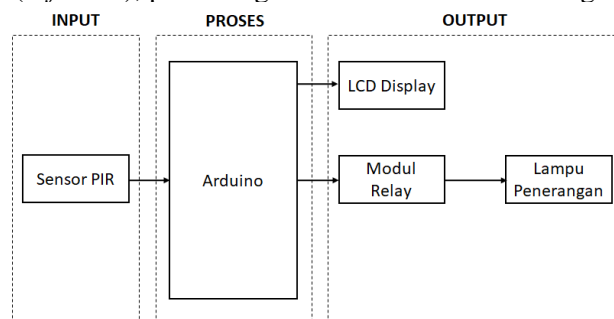 INPUT
PROSES
OUTPUT
LCD Display
Sensor PIR
Arduino
Modul
Relay
Lampu
Penerangan